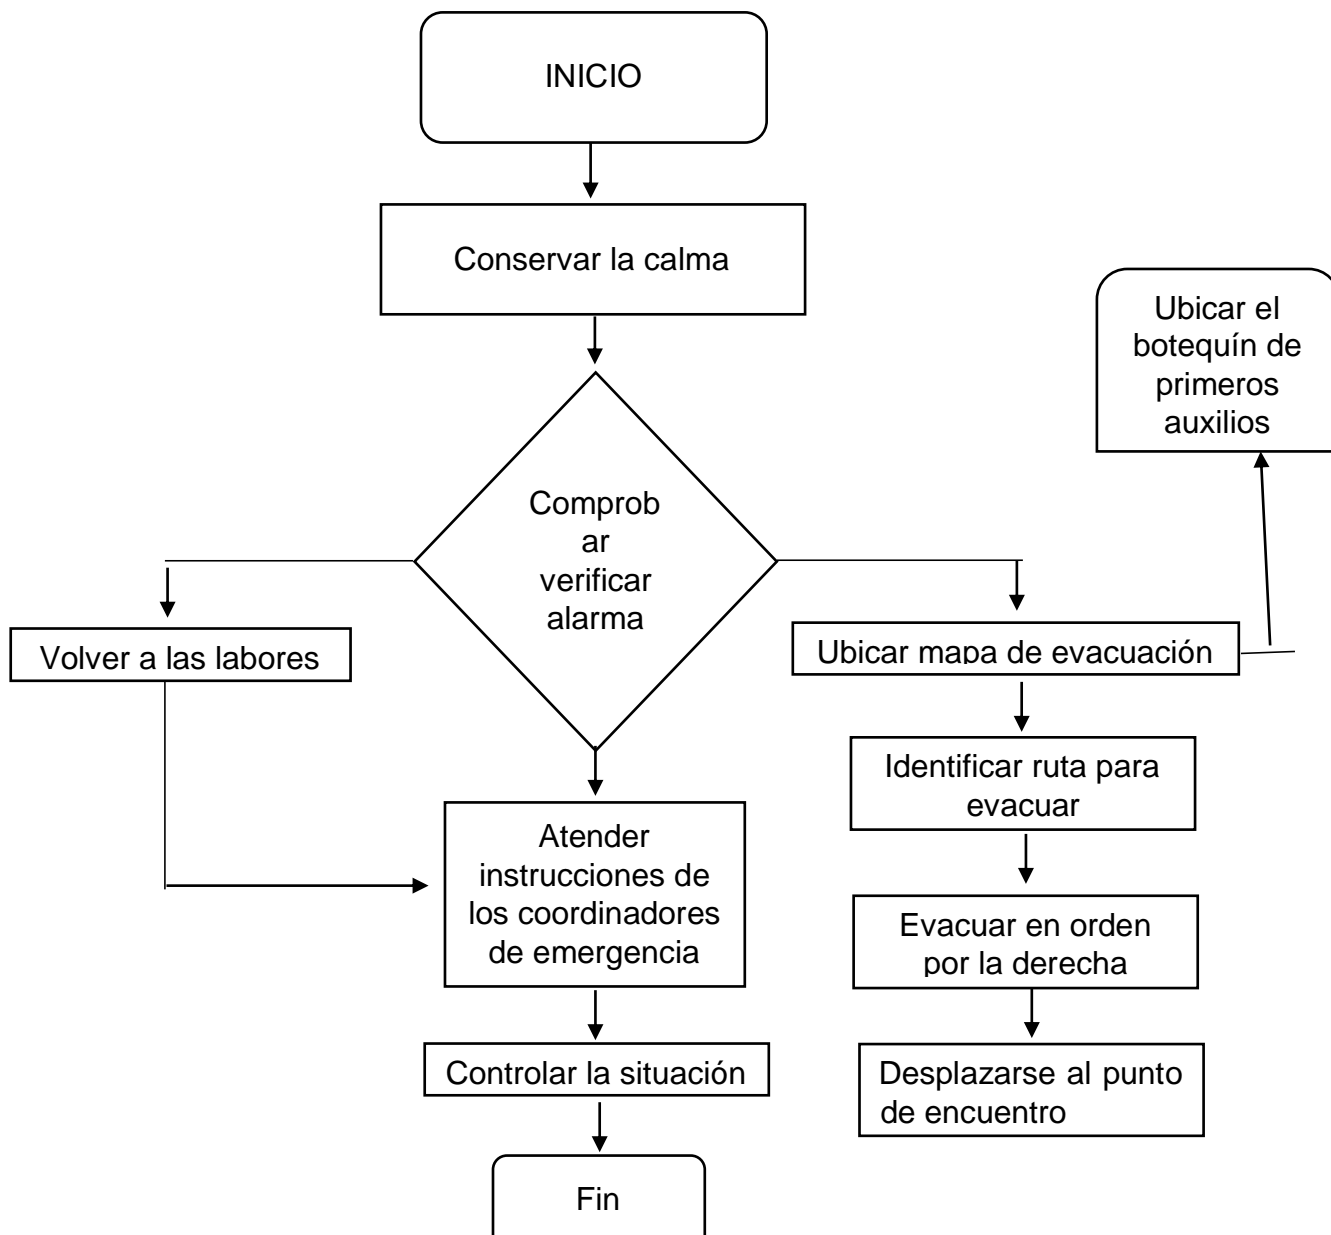 INICIO
Conservar la calma
Ubicar el
botequín de
primeros
auxilios
Comprob
ar
verificar
alarma
Volver a las labores
Ubicar mapa de evacuación
Identificar ruta para
evacuar
Atender
instrucciones de
los coordinadores
de emergencia
Evacuar en orden
por la derecha
Controlar la situación
Desplazarse al punto
de encuentro
Fin